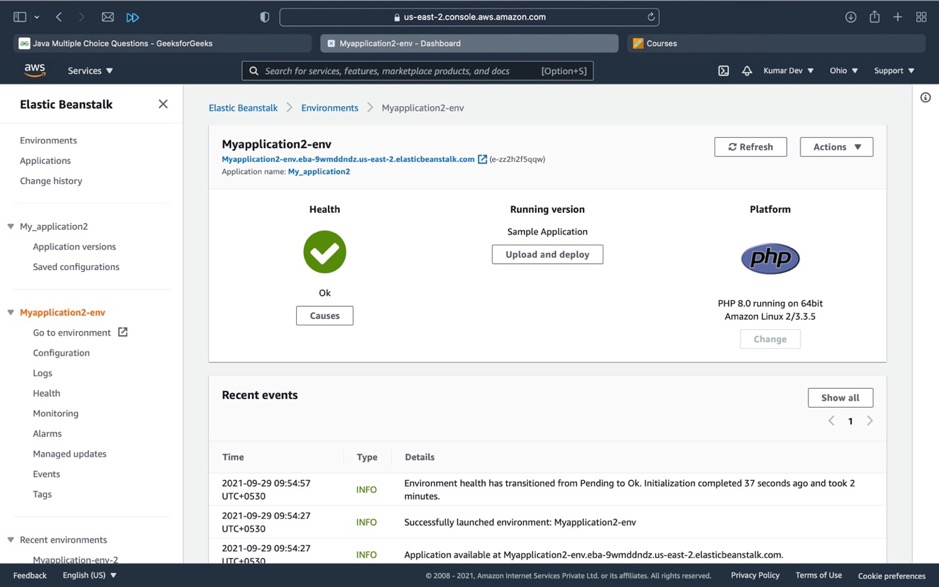 us-east-2.console.aws.amazon.com
Java Multiple Choice Questions - GeeksforGeeks
Myapplication2-env - Dashboard
Courses
aws
Services
Search for services, features, marketplace products, and docs
[Option+S]
Kumar Dev
Ohio
Support
Elastic Beanstalk
Environments
Applications
Change history
My_application2
Application versions
Saved configurations
Myapplication2-env
Go to environment
Configuration
Logs
Health
Monitoring
Alarms
Managed updates
Events
Tags
Recent environments
Myapplication-env-2
Elastic Beanstalk
Environments
Myapplication2-env
Myapplication2-env
Myapplication2-env.eba-9wmddndz.us-east-2.elasticbeanstalk.com (e-zz2h2f5qqw)
Application name: My_application2
Refresh
Actions
Health
Ok
Causes
Running version
Sample Application
Upload and deploy
Platform
php
PHP 8.0 running on 64bit
Amazon Linux 2/3.3.5
Change
Recent events
Show all
1
Time Type Details
2021-09-29 09:54:57
UTC+0530
INFO
Environment health has transitioned from Pending to Ok. Initialization completed 37 seconds ago and took 2
minutes.
2021-09-29 09:54:27
UTC+0530
INFO
Successfully launched environment: Myapplication2-env
2021-09-29 09:54:27
UTC+0530
INFO
Application available at Myapplication2-env.eba-9wmddndz.us-east-2.elasticbeanstalk.com.
Feedback
English (US)
© 2008 - 2021, Amazon Internet Services Private Ltd. or its affiliates. All rights reserved.
Privacy Policy
Terms of Use
Cookie preferences